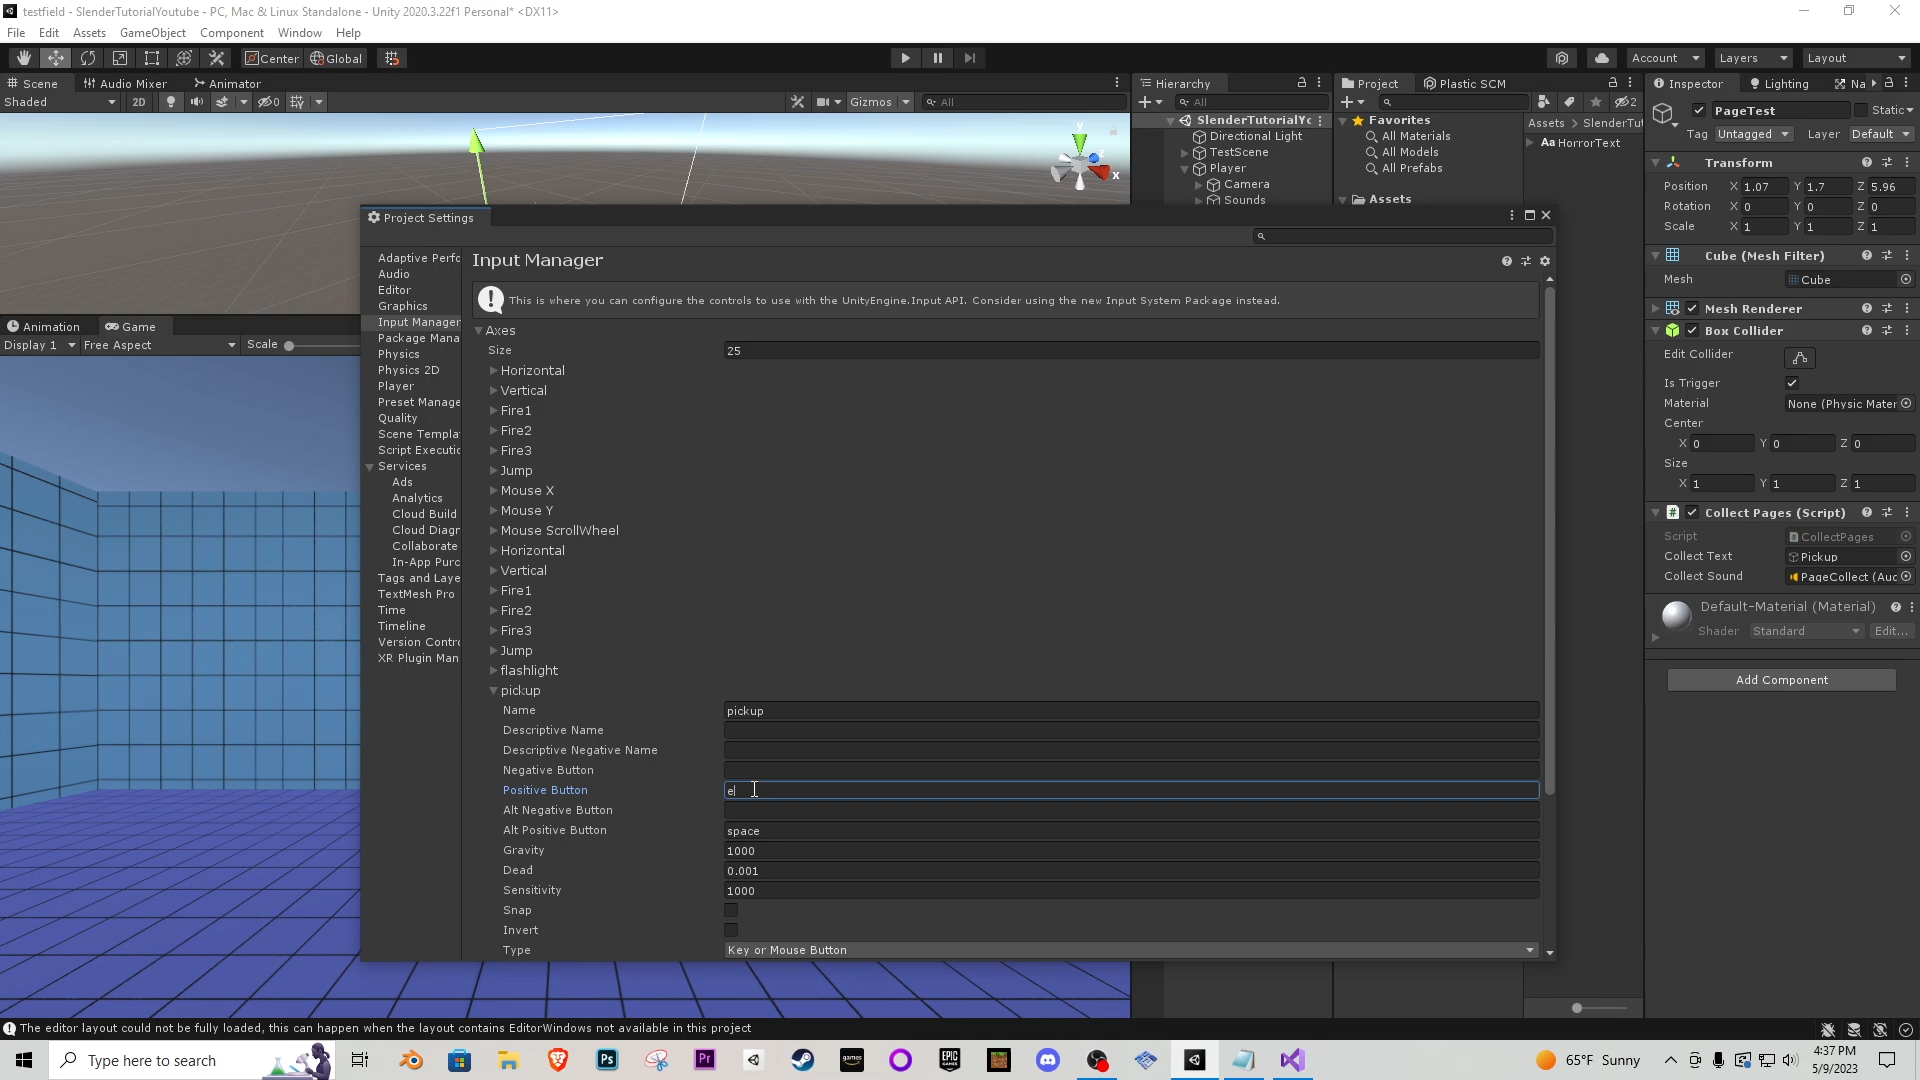 testfield - SlenderTutorialYoutube - PC, Mac & Linux Standalone - Unity 2020.3.22f1 Personal* <DX11>
File Edit Assets GameObject Component Window Help
Center Global Account Layers Layout
Scene Audio Mixer Animator
Shaded 2D 0 Gizmos All
Hierarchy
All
SlenderTutorialYo
Directional Light
TestScene
Player
Camera
Sounds
Project Plastic SCM
2
Favorites
All Materials
All Models
All Prefabs
Assets
Assets > SlenderTut
Aa HorrorText
Inspector Lighting Na
PageTest Static
Tag Untagged Layer Default
Transform
Position X 1.07 Y 1.7 Z 5.96
Rotation X 0 Y 0 Z 0
Scale X 1 Y 1 Z 1
Cube (Mesh Filter)
Mesh Cube
Mesh Renderer
Box Collider
Edit Collider
Is Trigger
Material None (Physic Mater
Center
X 0 Y 0 Z 0
Size
X 1 Y 1 Z 1
Collect Pages (Script)
Script CollectPages
Collect Text Pickup
Collect Sound PageCollect (Auc
Default-Material (Material)
Shader Standard Edit...
Add Component
y
x
Animation Game
Display 1 Free Aspect Scale
Project Settings
Adaptive Perfo
Audio
Editor
Graphics
Input Manager
Package Mana
Physics
Physics 2D
Player
Preset Manage
Quality
Scene Templa
Script Executio
Services
Ads
Analytics
Cloud Build
Cloud Diagn
Collaborate
In-App Purc
Tags and Laye
TextMesh Pro
Time
Timeline
Version Contro
XR Plugin Man
Input Manager
This is where you can configure the controls to use with the UnityEngine.Input API. Consider using the new Input System Package instead.
Axes
Size 25
Horizontal
Vertical
Fire1
Fire2
Fire3
Jump
Mouse X
Mouse Y
Mouse ScrollWheel
Horizontal
Vertical
Fire1
Fire2
Fire3
Jump
flashlight
pickup
Name pickup
Descriptive Name
Descriptive Negative Name
Negative Button
Positive Button e
Alt Negative Button
Alt Positive Button space
Gravity 1000
Dead 0.001
Sensitivity 1000
Snap
Invert
Type Key or Mouse Button
The editor layout could not be fully loaded, this can happen when the layout contains EditorWindows not available in this project
Type here to search
Ps
Pr
65°F Sunny
4:37 PM
5/9/2023